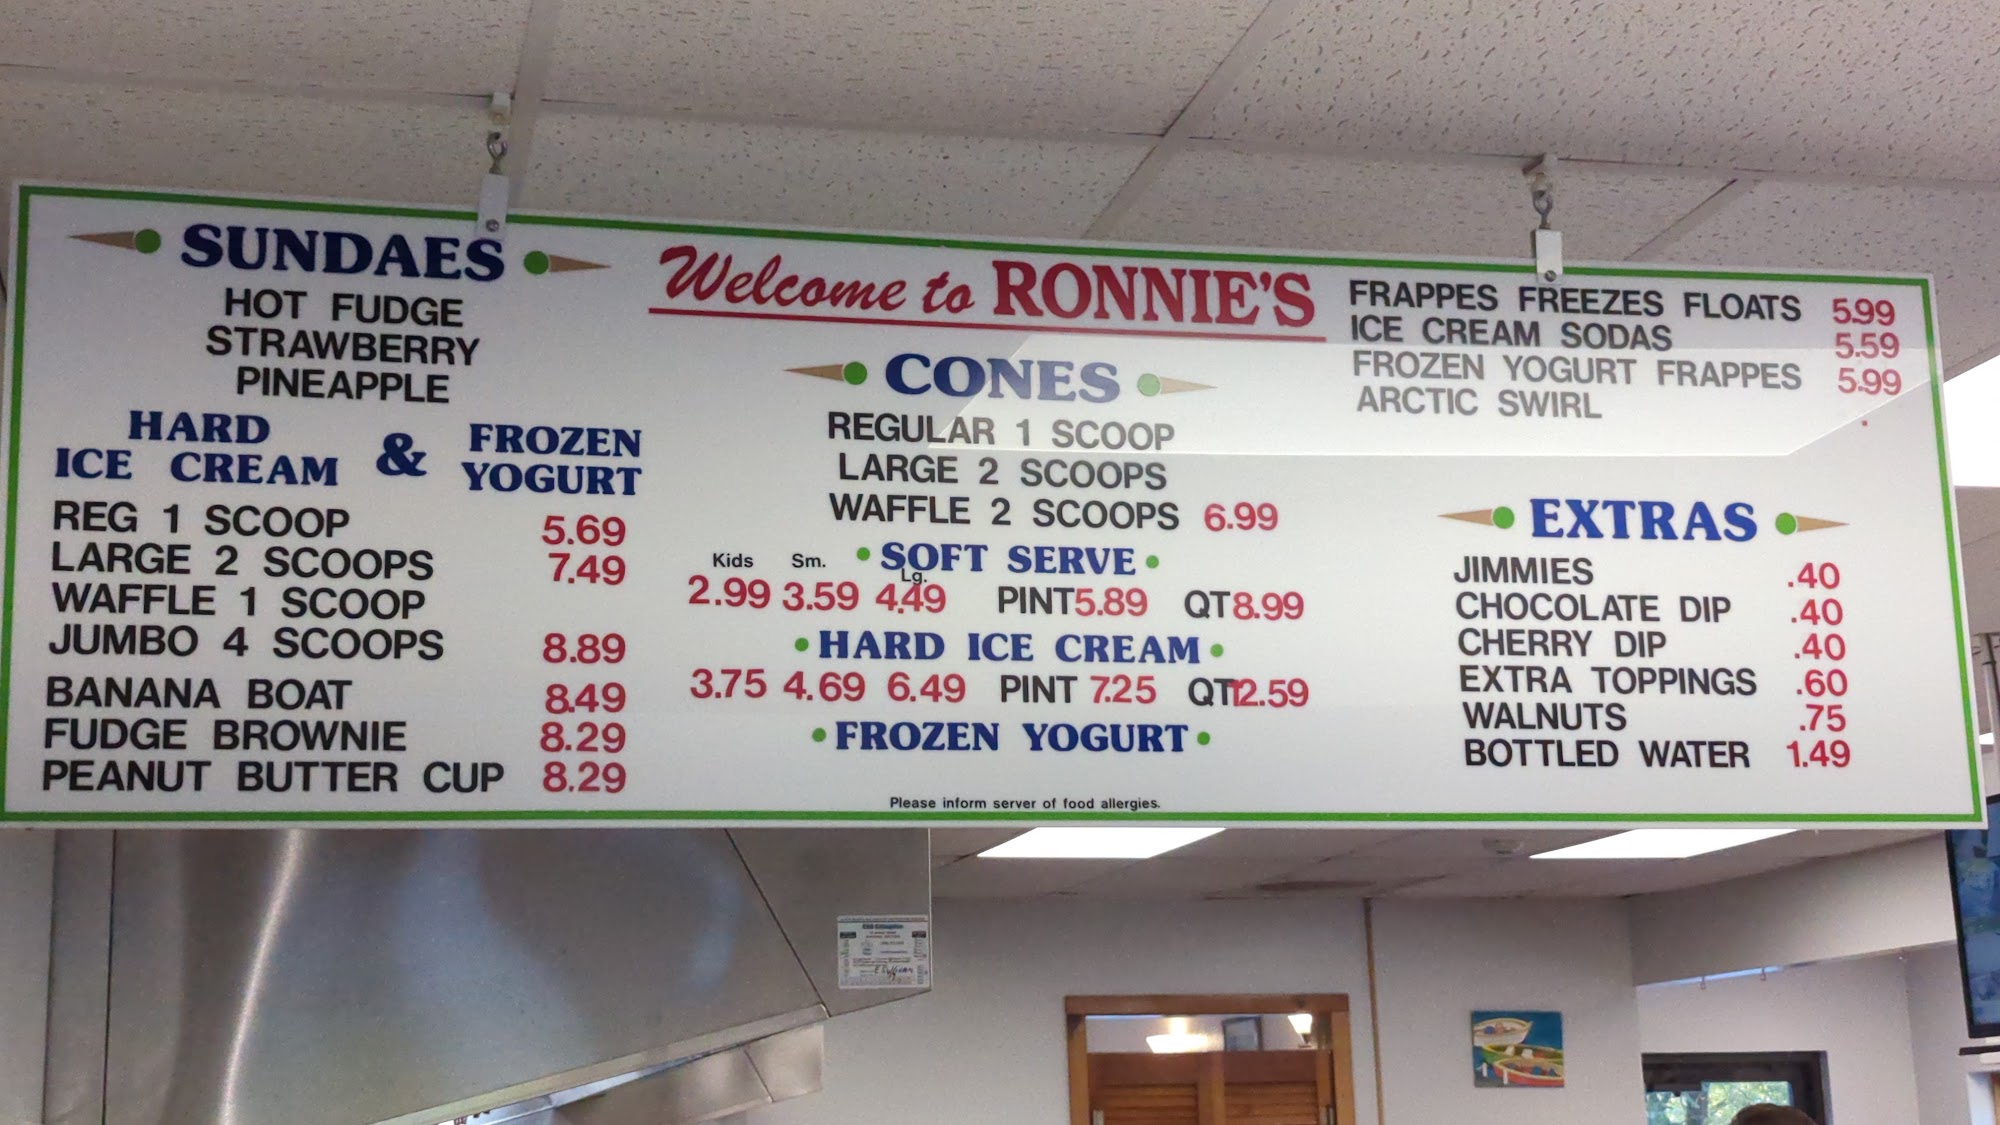 SUNDAES
HOT FUDGE
STRAWBERRY
PINEAPPLE
HARD
ICE CREAM & FROZEN
YOGURT
REG 1 SCOOP 5.69
LARGE 2 SCOOPS 7.49
WAFFLE 1 SCOOP
JUMBO 4 SCOOPS 8.89
BANANA BOAT 8.49
FUDGE BROWNIE 8.29
PEANUT BUTTER CUP 8.29
Welcome to RONNIE'S
CONES
REGULAR 1 SCOOP
LARGE 2 SCOOPS
WAFFLE 2 SCOOPS 6.99
• SOFT SERVE •
Kids Sm. Lg.
2.99 3.59 4.49 PINT 5.89 QT 8.99
• HARD ICE CREAM •
3.75 4.69 6.49 PINT 7.25 QT 12.59
• FROZEN YOGURT •
Please inform server of food allergies.
FRAPPES FREEZES FLOATS 5.99
ICE CREAM SODAS 5.59
FROZEN YOGURT FRAPPES 5.99
ARCTIC SWIRL .
EXTRAS
JIMMIES .40
CHOCOLATE DIP .40
CHERRY DIP .40
EXTRA TOPPINGS .60
WALNUTS .75
BOTTLED WATER 1.49